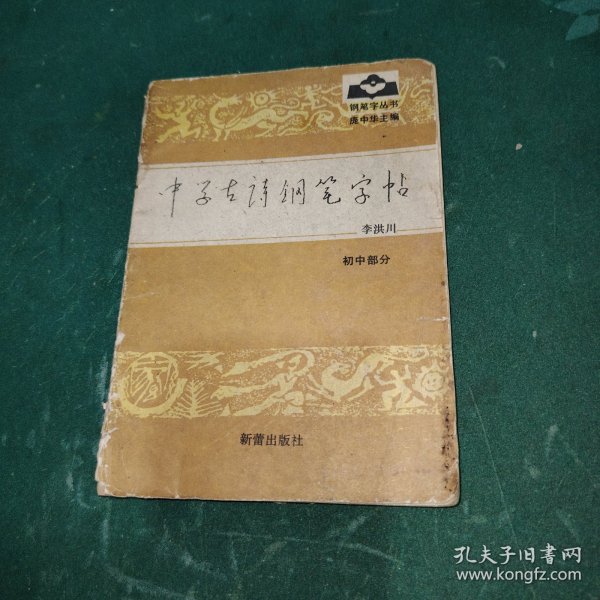 钢笔字丛书
庞中华主编
中学古诗钢笔字帖
李洪川
初中部分
新蕾出版社
孔夫子旧书网
www.kongfz.com